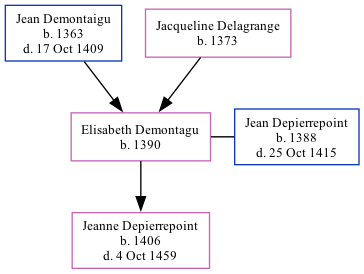 Jean Demontaigu
b. 1363
d. 17 Oct 1409
Jacqueline Delagrange
b. 1373
Elisabeth Demontagu
b. 1390
Jean Depierrepoint
b. 1388
d. 25 Oct 1415
Jeanne Depierrepoint
b. 1406
d. 4 Oct 1459